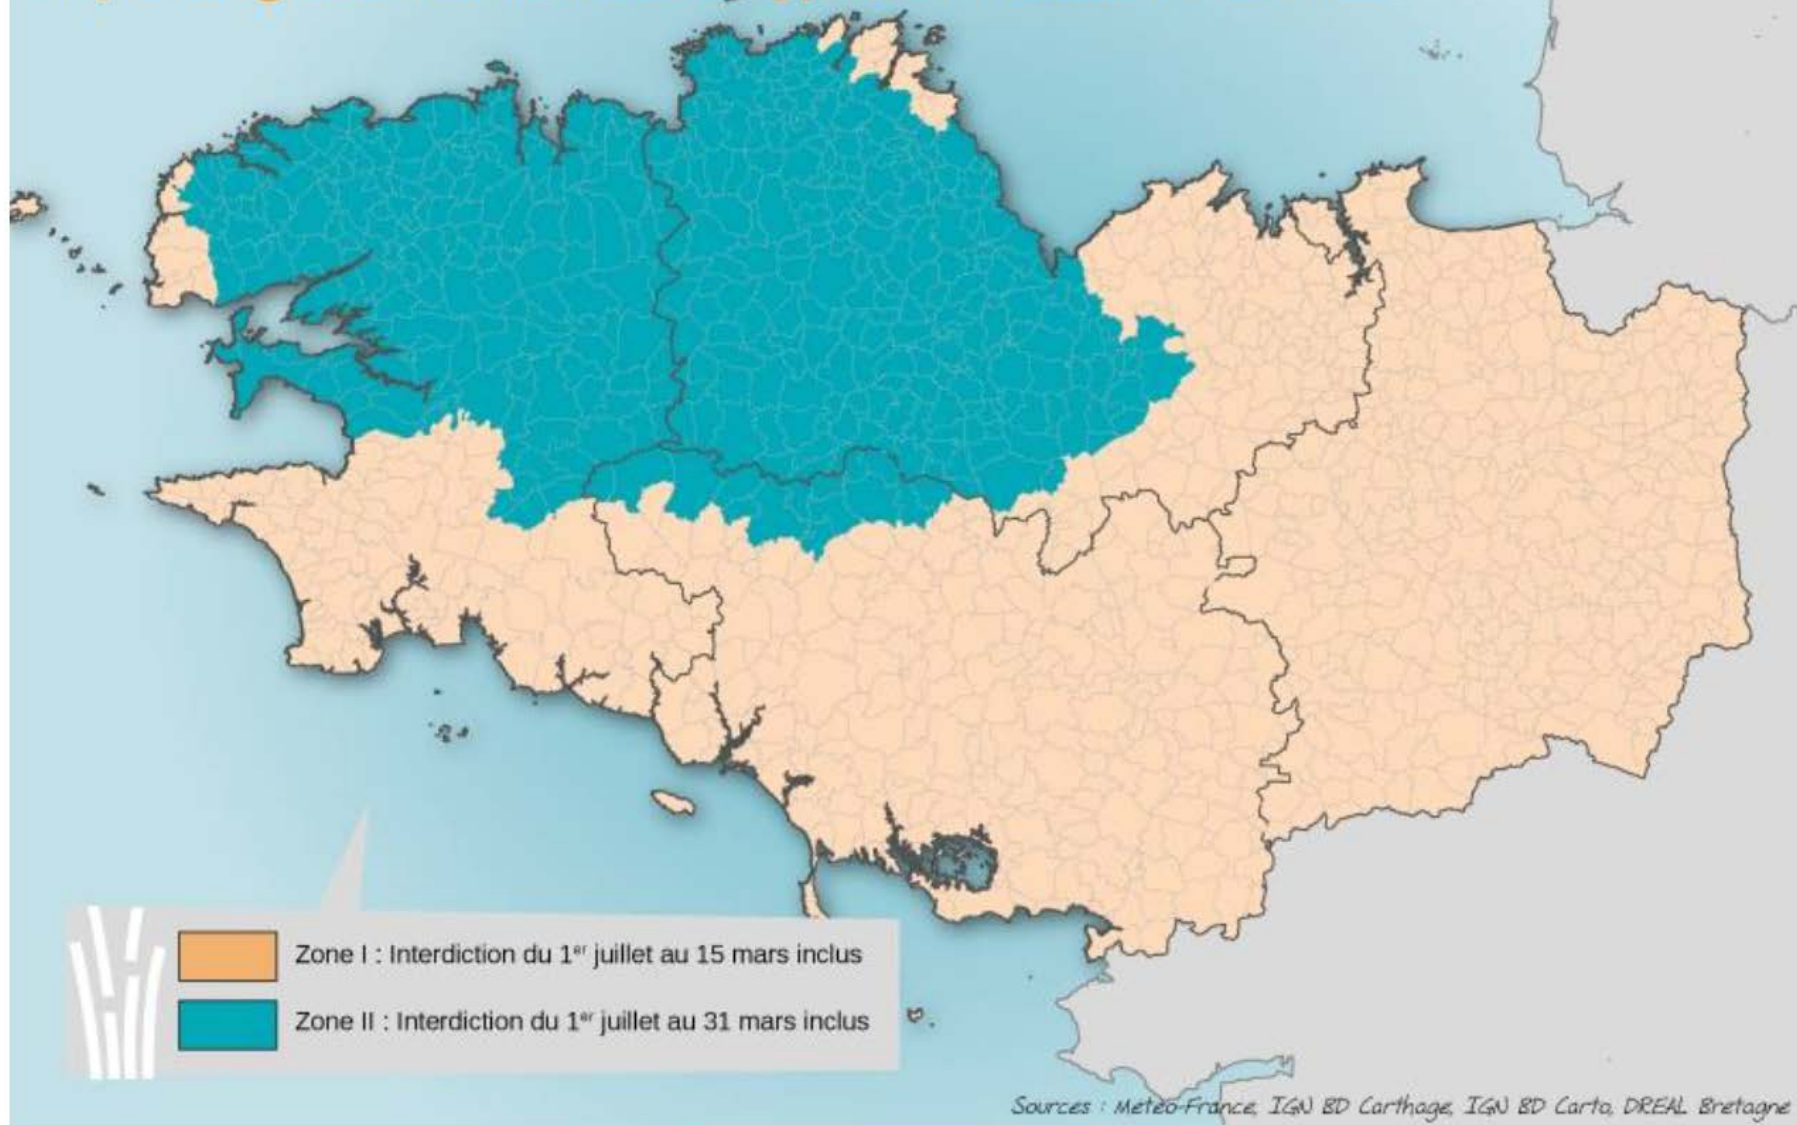 Zone I : Interdiction du 1er juillet au 15 mars inclus
Zone II : Interdiction du 1er juillet au 31 mars inclus
Sources : Meteo-France, IGN BD Carthage, IGN BD Carto, DREAL Bretagne